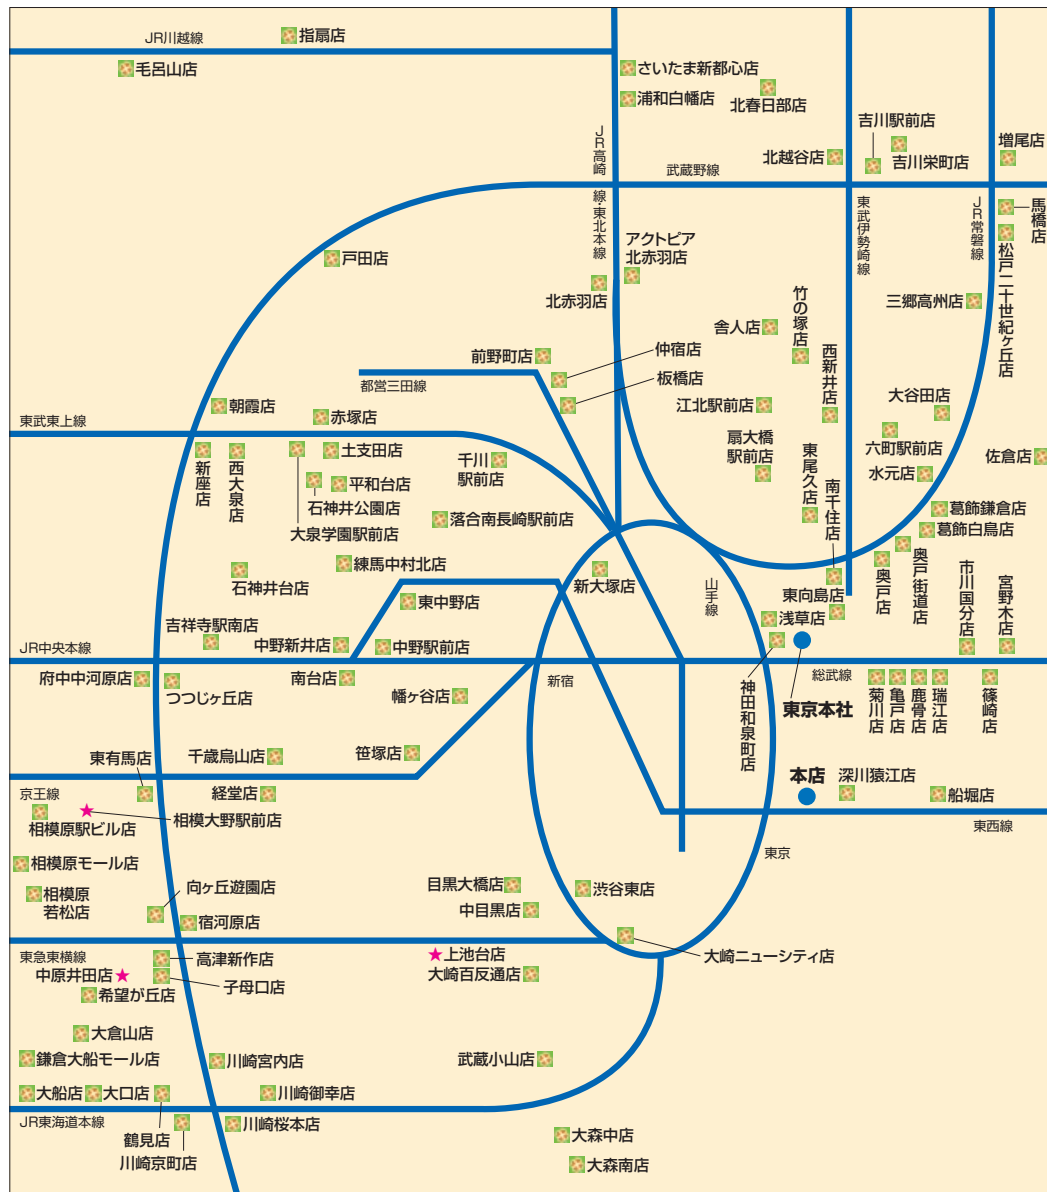 指扇店
JR川越線
毛呂山店
さいたま新都心店
浦和白幡店
北春日部店
吉川駅前店
吉川栄町店
増尾店
北越谷店
JR高崎線・東北本線
武蔵野線
東武伊勢崎線
JR常磐線
馬橋店
松戸二十世紀ヶ丘店
アクトピア
北赤羽店
戸田店
北赤羽店
竹の塚店
三郷高州店
舎人店
西新井店
前野町店
仲宿店
都営三田線
板橋店
大谷田店
朝霞店
赤塚店
江北駅前店
東武東上線
六町駅前店
扇大橋
駅前店
土支田店
千川
駅前店
東尾久店
佐倉店
新座店
西大泉店
水元店
平和台店
南千住店
石神井公園店
葛飾鎌倉店
大泉学園駅前店
落合南長崎駅前店
葛飾白鳥店
奥戸店
奥戸街道店
市川国分店
宮野木店
練馬中村北店
石神井台店
新大塚店
山手線
東向島店
東中野店
浅草店
吉祥寺駅南店
中野新井店
中野駅前店
JR中央本線
総武線
府中中河原店
つつじヶ丘店
南台店
新宿
幡ヶ谷店
神田和泉町店
東京本社
菊川店
亀戸店
鹿骨店
瑞江店
篠崎店
東有馬店
千歳烏山店
笹塚店
本店
深川猿江店
京王線
経堂店
船堀店
相模原駅ビル店
相模大野駅前店
東西線
東京
相模原モール店
向ヶ丘遊園店
目黒大橋店
渋谷東店
相模原
若松店
中目黒店
宿河原店
東急東横線
高津新作店
上池台店
大崎ニューシティ店
中原井田店
大崎百反通店
子母口店
希望が丘店
大倉山店
鎌倉大船モール店
川崎宮内店
武蔵小山店
大船店
大口店
川崎御幸店
JR東海道本線
川崎桜本店
鶴見店
大森中店
川崎京町店
大森南店